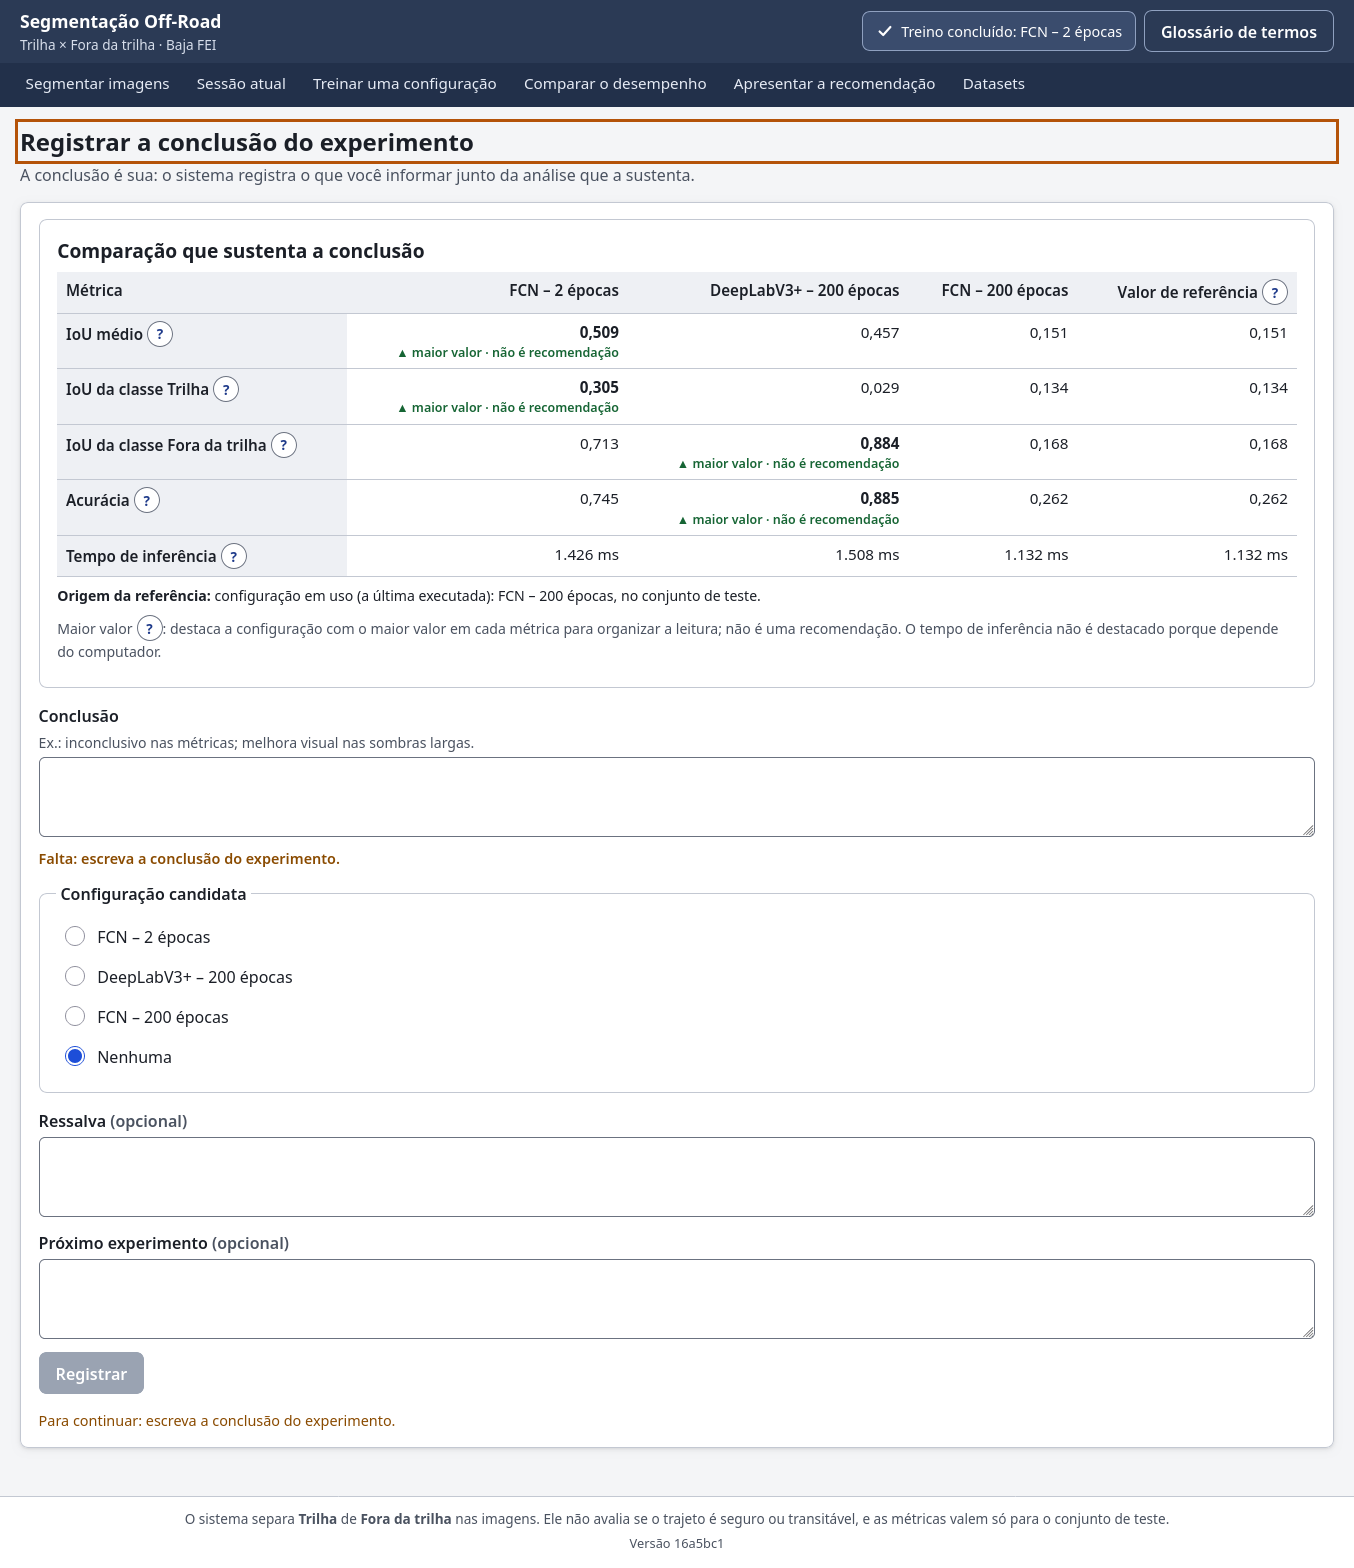 Segmentação Off-Road
Trilha × Fora da trilha · Baja FEI
Treino concluído: FCN – 2 épocas
Glossário de termos
Segmentar imagens Sessão atual Treinar uma configuração Comparar o desempenho Apresentar a recomendação Datasets
Registrar a conclusão do experimento
A conclusão é sua: o sistema registra o que você informar junto da análise que a sustenta.
Comparação que sustenta a conclusão
Métrica FCN – 2 épocas DeepLabV3+ – 200 épocas FCN – 200 épocas Valor de referência ?
IoU médio ? 0,509 0,457 0,151 0,151
▲ maior valor · não é recomendação
IoU da classe Trilha ? 0,305 0,029 0,134 0,134
▲ maior valor · não é recomendação
IoU da classe Fora da trilha ? 0,713 0,884 0,168 0,168
▲ maior valor · não é recomendação
Acurácia ? 0,745 0,885 0,262 0,262
▲ maior valor · não é recomendação
Tempo de inferência ? 1.426 ms 1.508 ms 1.132 ms 1.132 ms
Origem da referência: configuração em uso (a última executada): FCN – 200 épocas, no conjunto de teste.
Maior valor ? : destaca a configuração com o maior valor em cada métrica para organizar a leitura; não é uma recomendação. O tempo de inferência não é destacado porque depende
do computador.
Conclusão
Ex.: inconclusivo nas métricas; melhora visual nas sombras largas.
Falta: escreva a conclusão do experimento.
Configuração candidata
FCN – 2 épocas
DeepLabV3+ – 200 épocas
FCN – 200 épocas
Nenhuma
Ressalva (opcional)
Próximo experimento (opcional)
Registrar
Para continuar: escreva a conclusão do experimento.
O sistema separa Trilha de Fora da trilha nas imagens. Ele não avalia se o trajeto é seguro ou transitável, e as métricas valem só para o conjunto de teste.
Versão 16a5bc1